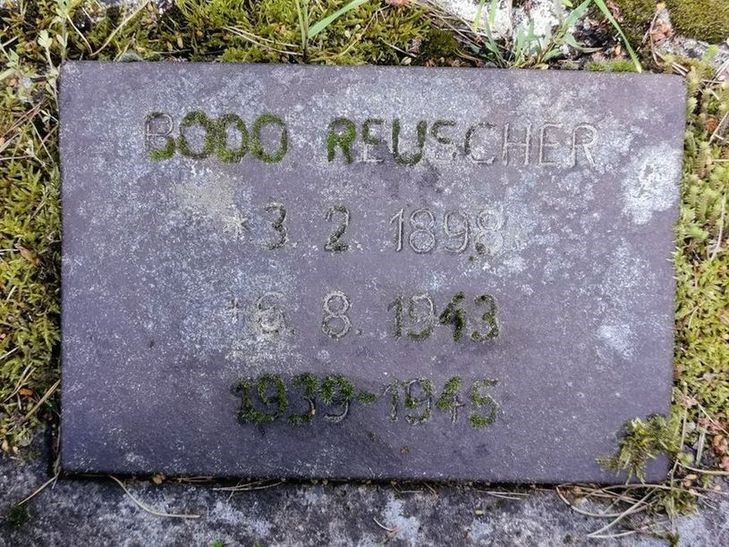 BODO REUSCHER
* 3. 2. 1898
† 6. 8. 1943
1939-1945